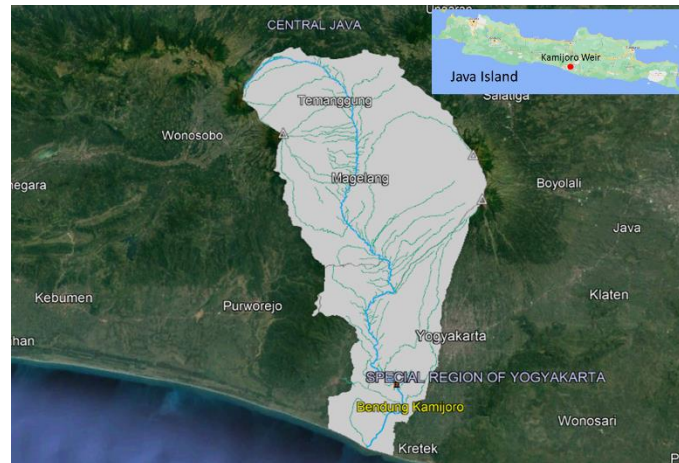 CENTRAL JAVA
Kamijoro Weir
Java Island
Temanggung
Salatiga
Wonosobo
Magelang
negara
Boyolali
Java
Kebumen
Purworejo
Klaten
Yogyakarta
SPECIAL REGION OF YOGYAKARTA
Bendung Kamijoro
Wonosari
Kretek